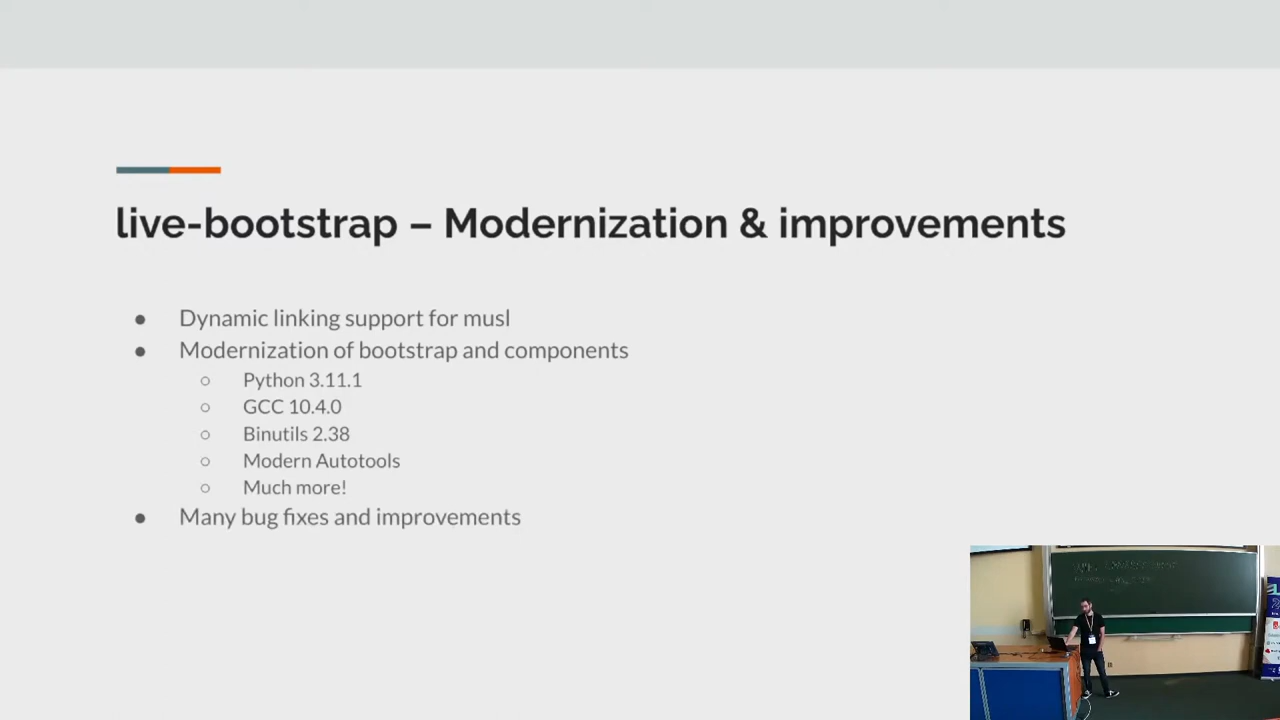 live-bootstrap – Modernization & improvements
● Dynamic linking support for musl
● Modernization of bootstrap and components
○ Python 3.11.1
○ GCC 10.4.0
○ Binutils 2.38
○ Modern Autotools
○ Much more!
● Many bug fixes and improvements